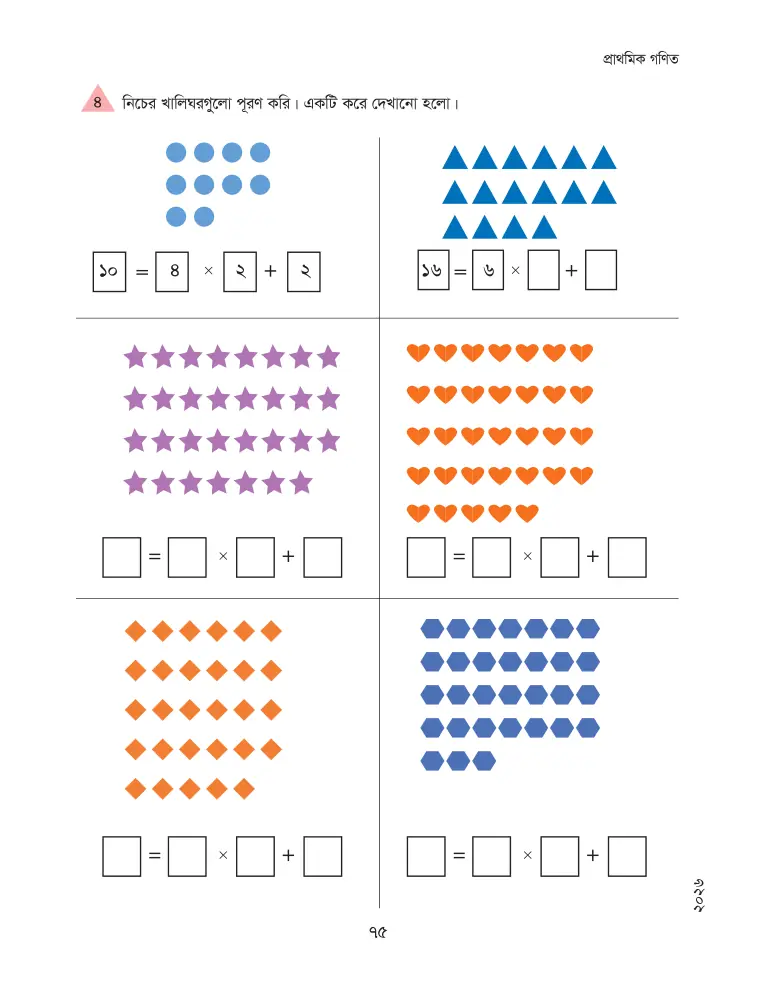 প্রাথমিক গণিত
৪ নিচের খালিঘরগুলো পূরণ করি। একটি করে দেখানো হলো।
১০ = ৪ × ২ + ২
১৬ = ৬ × +
= × +
= × +
= × +
= × +
২০২৬
৭৫